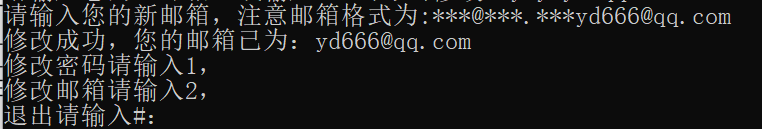 请输入您的新邮箱，注意邮箱格式为:***@***.***yd666@qq.com
修改成功，您的邮箱已为：yd666@qq.com
修改密码请输入1，
修改邮箱请输入2，
退出请输入#：